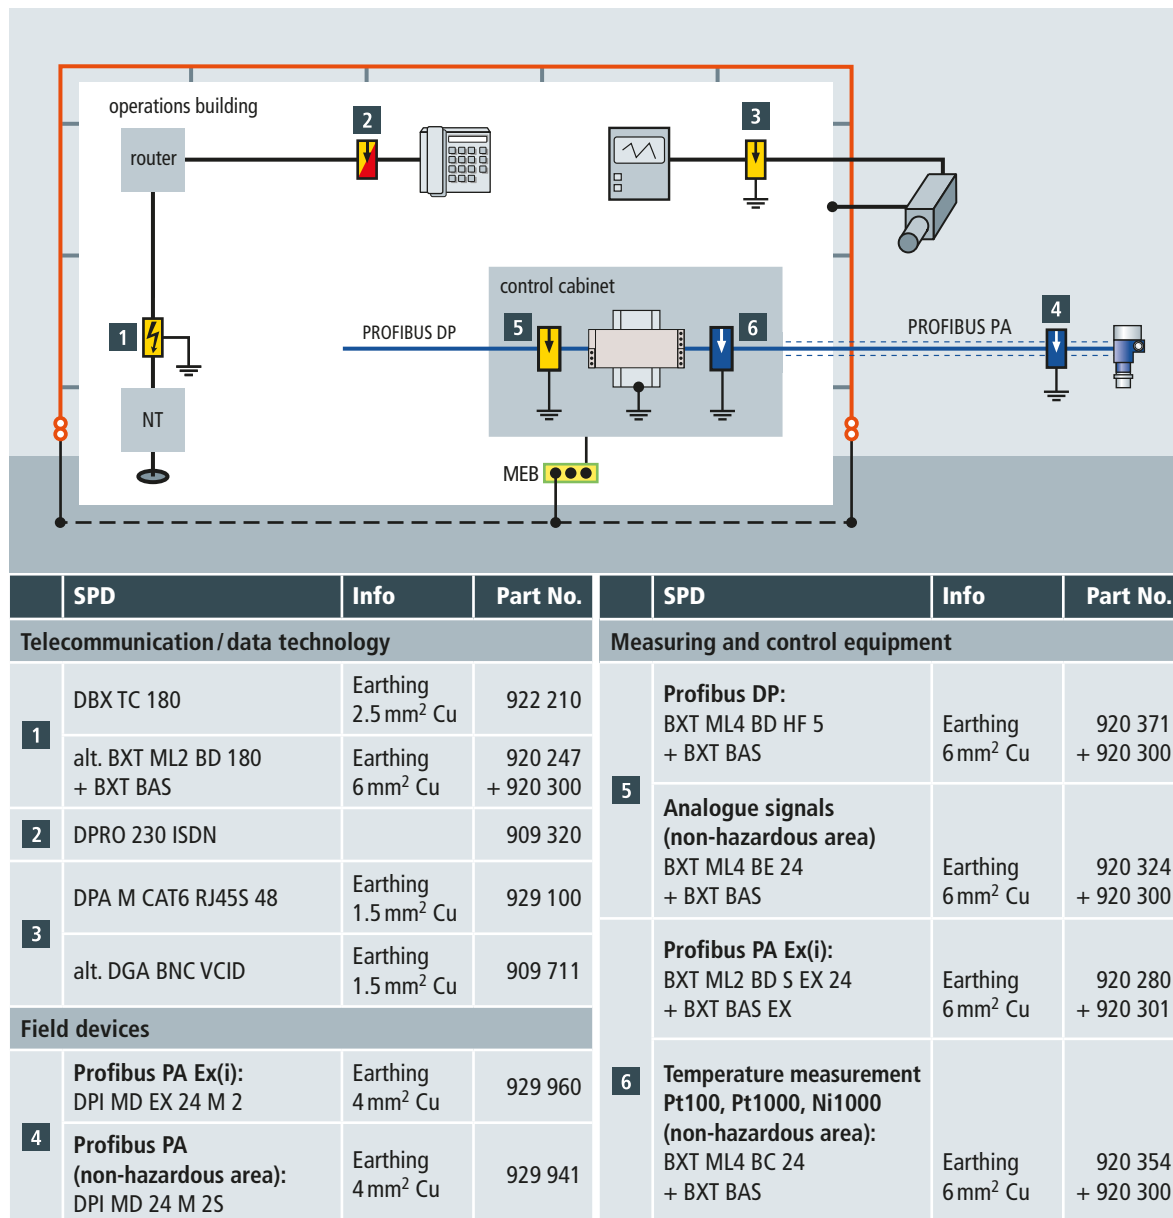 operations building
2
3
router
control cabinet
4
1
PROFIBUS DP
5
6
PROFIBUS PA
NT
MEB
SPD Info Part No.
Telecommunication / data technology
1
DBX TC 180
Earthing
2.5 mm² Cu
922 210
alt. BXT ML2 BD 180
+ BXT BAS
Earthing
6 mm² Cu
920 247
+ 920 300
2 DPRO 230 ISDN 909 320
3
DPA M CAT6 RJ45S 48
Earthing
1.5 mm² Cu
929 100
alt. DGA BNC VCID
Earthing
1.5 mm² Cu
909 711
Field devices
4
Profibus PA Ex(i):
DPI MD EX 24 M 2
Earthing
4 mm² Cu
929 960
Profibus PA
(non-hazardous area):
DPI MD 24 M 2S
Earthing
4 mm² Cu
929 941
SPD Info Part No.
Measuring and control equipment
5
Profibus DP:
BXT ML4 BD HF 5
+ BXT BAS
Earthing
6 mm² Cu
920 371
+ 920 300
Analogue signals
(non-hazardous area)
BXT ML4 BE 24
+ BXT BAS
Earthing
6 mm² Cu
920 324
+ 920 300
6
Profibus PA Ex(i):
BXT ML2 BD S EX 24
+ BXT BAS EX
Earthing
6 mm² Cu
920 280
+ 920 301
Temperature measurement
Pt100, Pt1000, Ni1000
(non-hazardous area):
BXT ML4 BC 24
+ BXT BAS
Earthing
6 mm² Cu
920 354
+ 920 300